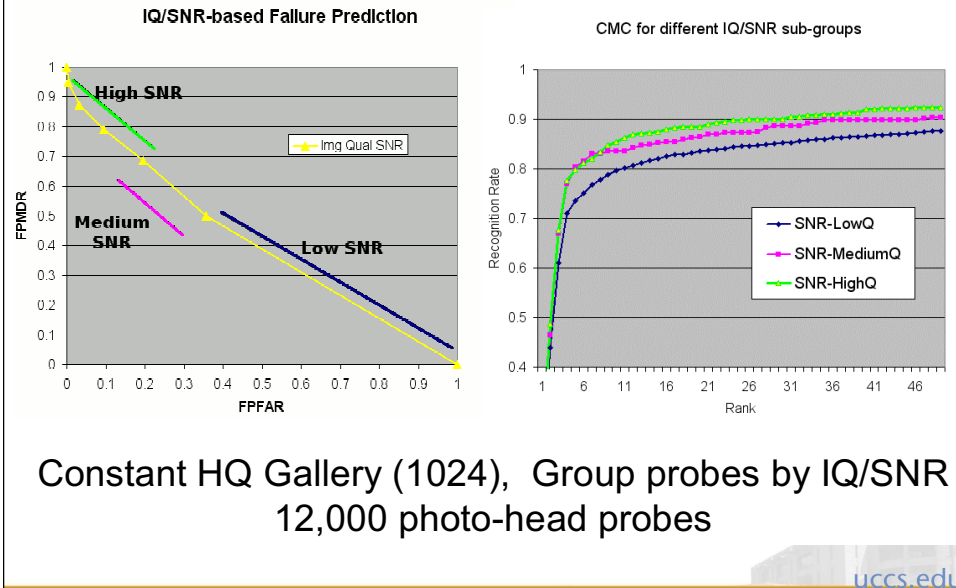 IQ/SNR-based Failure Prediction
1
0.9
0.8
0.7
0.6
0.5
0.4
0.3
0.2
0.1
0
FPMDR
High SNR
Img Qual SNR
Medium
SNR
Low SNR
0 0.1 0.2 0.3 0.4 0.5 0.6 0.7 0.8 0.9 1
FPFAR
CMC for different IQ/SNR sub-groups
1
0.9
0.8
0.7
0.6
0.5
0.4
Recognition Rate
SNR-LowQ
SNR-MediumQ
SNR-HighQ
1 6 11 16 21 26 31 36 41 46
Rank
Constant HQ Gallery (1024), Group probes by IQ/SNR
12,000 photo-head probes
uccs.edu